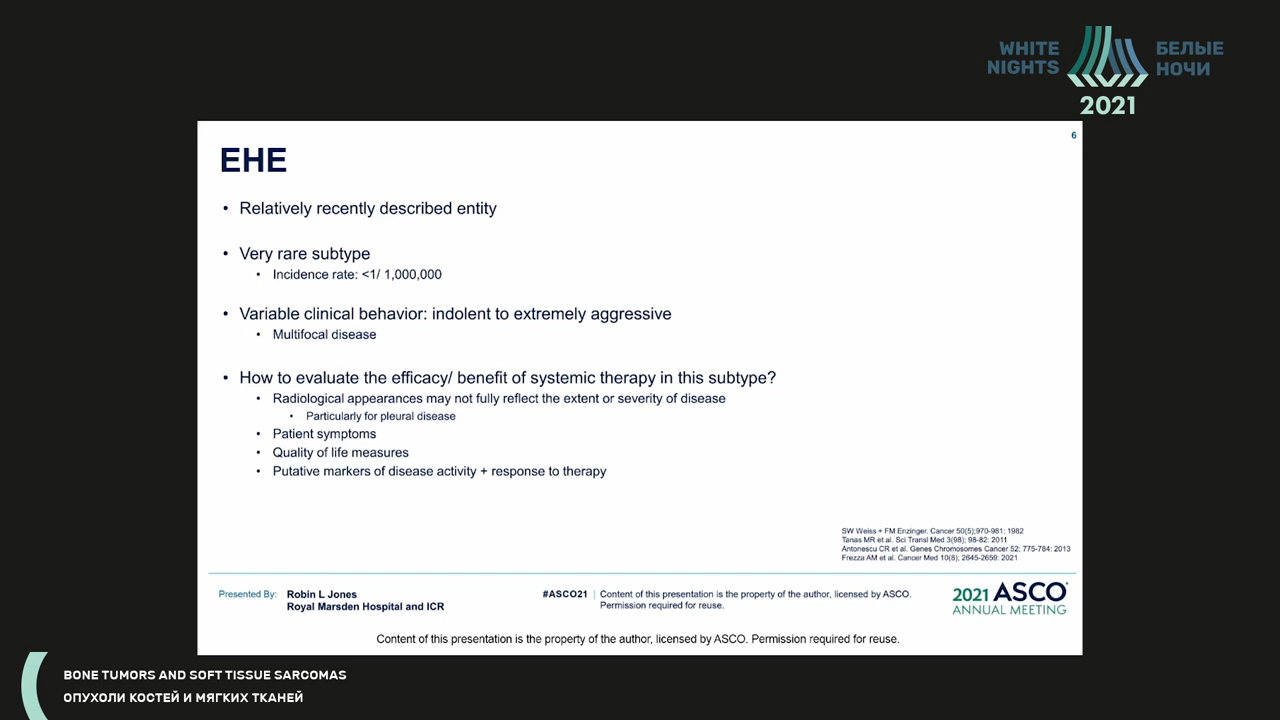 WHITE NIGHTS
БЕЛЫЕ НОЧИ
2021
6
EHE
• Relatively recently described entity
• Very rare subtype
• Incidence rate: <1/ 1,000,000
• Variable clinical behavior: indolent to extremely aggressive
• Multifocal disease
• How to evaluate the efficacy/ benefit of systemic therapy in this subtype?
• Radiological appearances may not fully reflect the extent or severity of disease
• Particularly for pleural disease
• Patient symptoms
• Quality of life measures
• Putative markers of disease activity + response to therapy
SW Weiss + FM Enzinger. Cancer 50(5);970-981: 1982
Tanas MR et al. Sci Transl Med 3(98); 98-82: 2011
Antonescu CR et al. Genes Chromosomes Cancer 52; 775-784: 2013
Frezza AM et al. Cancer Med 10(8); 2645-2659: 2021
Presented By: Robin L Jones
Royal Marsden Hospital and ICR
#ASCO21 | Content of this presentation is the property of the author, licensed by ASCO.
Permission required for reuse.
2021 ASCO
ANNUAL MEETING
Content of this presentation is the property of the author, licensed by ASCO. Permission required for reuse.
BONE TUMORS AND SOFT TISSUE SARCOMAS
ОПУХОЛИ КОСТЕЙ И МЯГКИХ ТКАНЕЙ